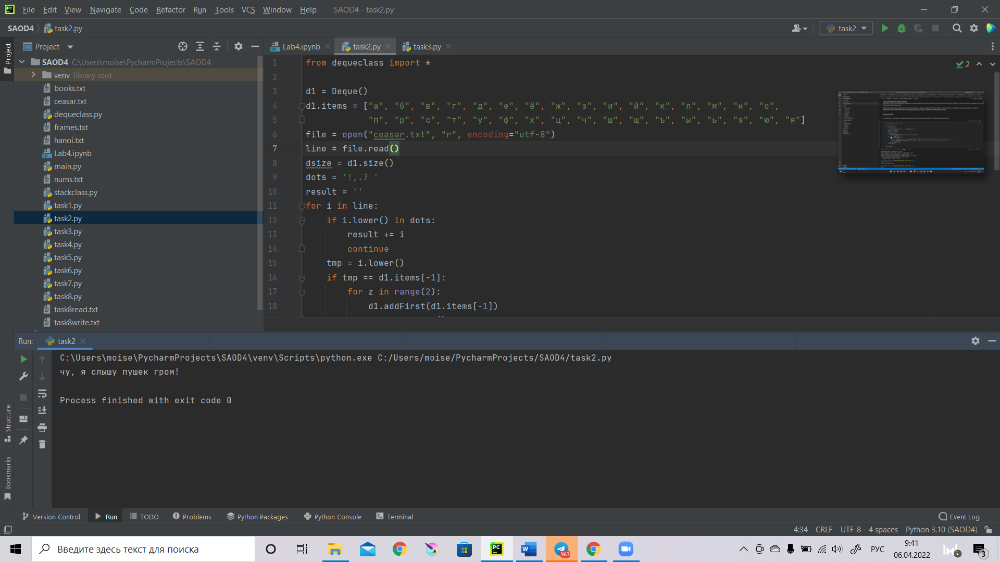 File Edit View Navigate Code Refactor Run Tools VCS Window Help SAOD4 - task2.py
SAOD4 task2.py
task2
Project
Project
SAOD4 C:\Users\moise\PycharmProjects\SAOD4
venv library root
books.txt
ceasar.txt
dequeclass.py
frames.txt
hanoi.txt
Lab4.ipynb
main.py
nums.txt
stackclass.py
task1.py
task2.py
task3.py
task4.py
task5.py
task6.py
task7.py
task8.py
task8read.txt
task8write.txt
Lab4.ipynb task2.py task3.py
2
1 from dequeclass import *
2
3 d1 = Deque()
4 d1.items = ["а", "б", "в", "г", "д", "е", "ё", "ж", "з", "и", "й", "к", "л", "м", "н", "о",
5 "п", "р", "с", "т", "у", "ф", "х", "ц", "ч", "ш", "щ", "ъ", "ы", "ь", "э", "ю", "я"]
6 file = open("ceasar.txt", "r", encoding="utf-8")
7 line = file.read()
8 dsize = d1.size()
9 dots = '!,.? '
10 result = ''
11 for i in line:
12 if i.lower() in dots:
13 result += i
14 continue
15 tmp = i.lower()
16 if tmp == d1.items[-1]:
17 for z in range(2):
18 d1.addFirst(d1.items[-1])
Run: task2
C:\Users\moise\PycharmProjects\SAOD4\venv\Scripts\python.exe C:/Users/moise/PycharmProjects/SAOD4/task2.py
чу, я слышу пушек гром!
Process finished with exit code 0
Structure
Bookmarks
Version Control Run TODO Problems Python Packages Python Console Terminal Event Log
4:34 CRLF UTF-8 4 spaces Python 3.10 (SAOD4)
Введите здесь текст для поиска
967
РУС
9:41
06.04.2022
2
3